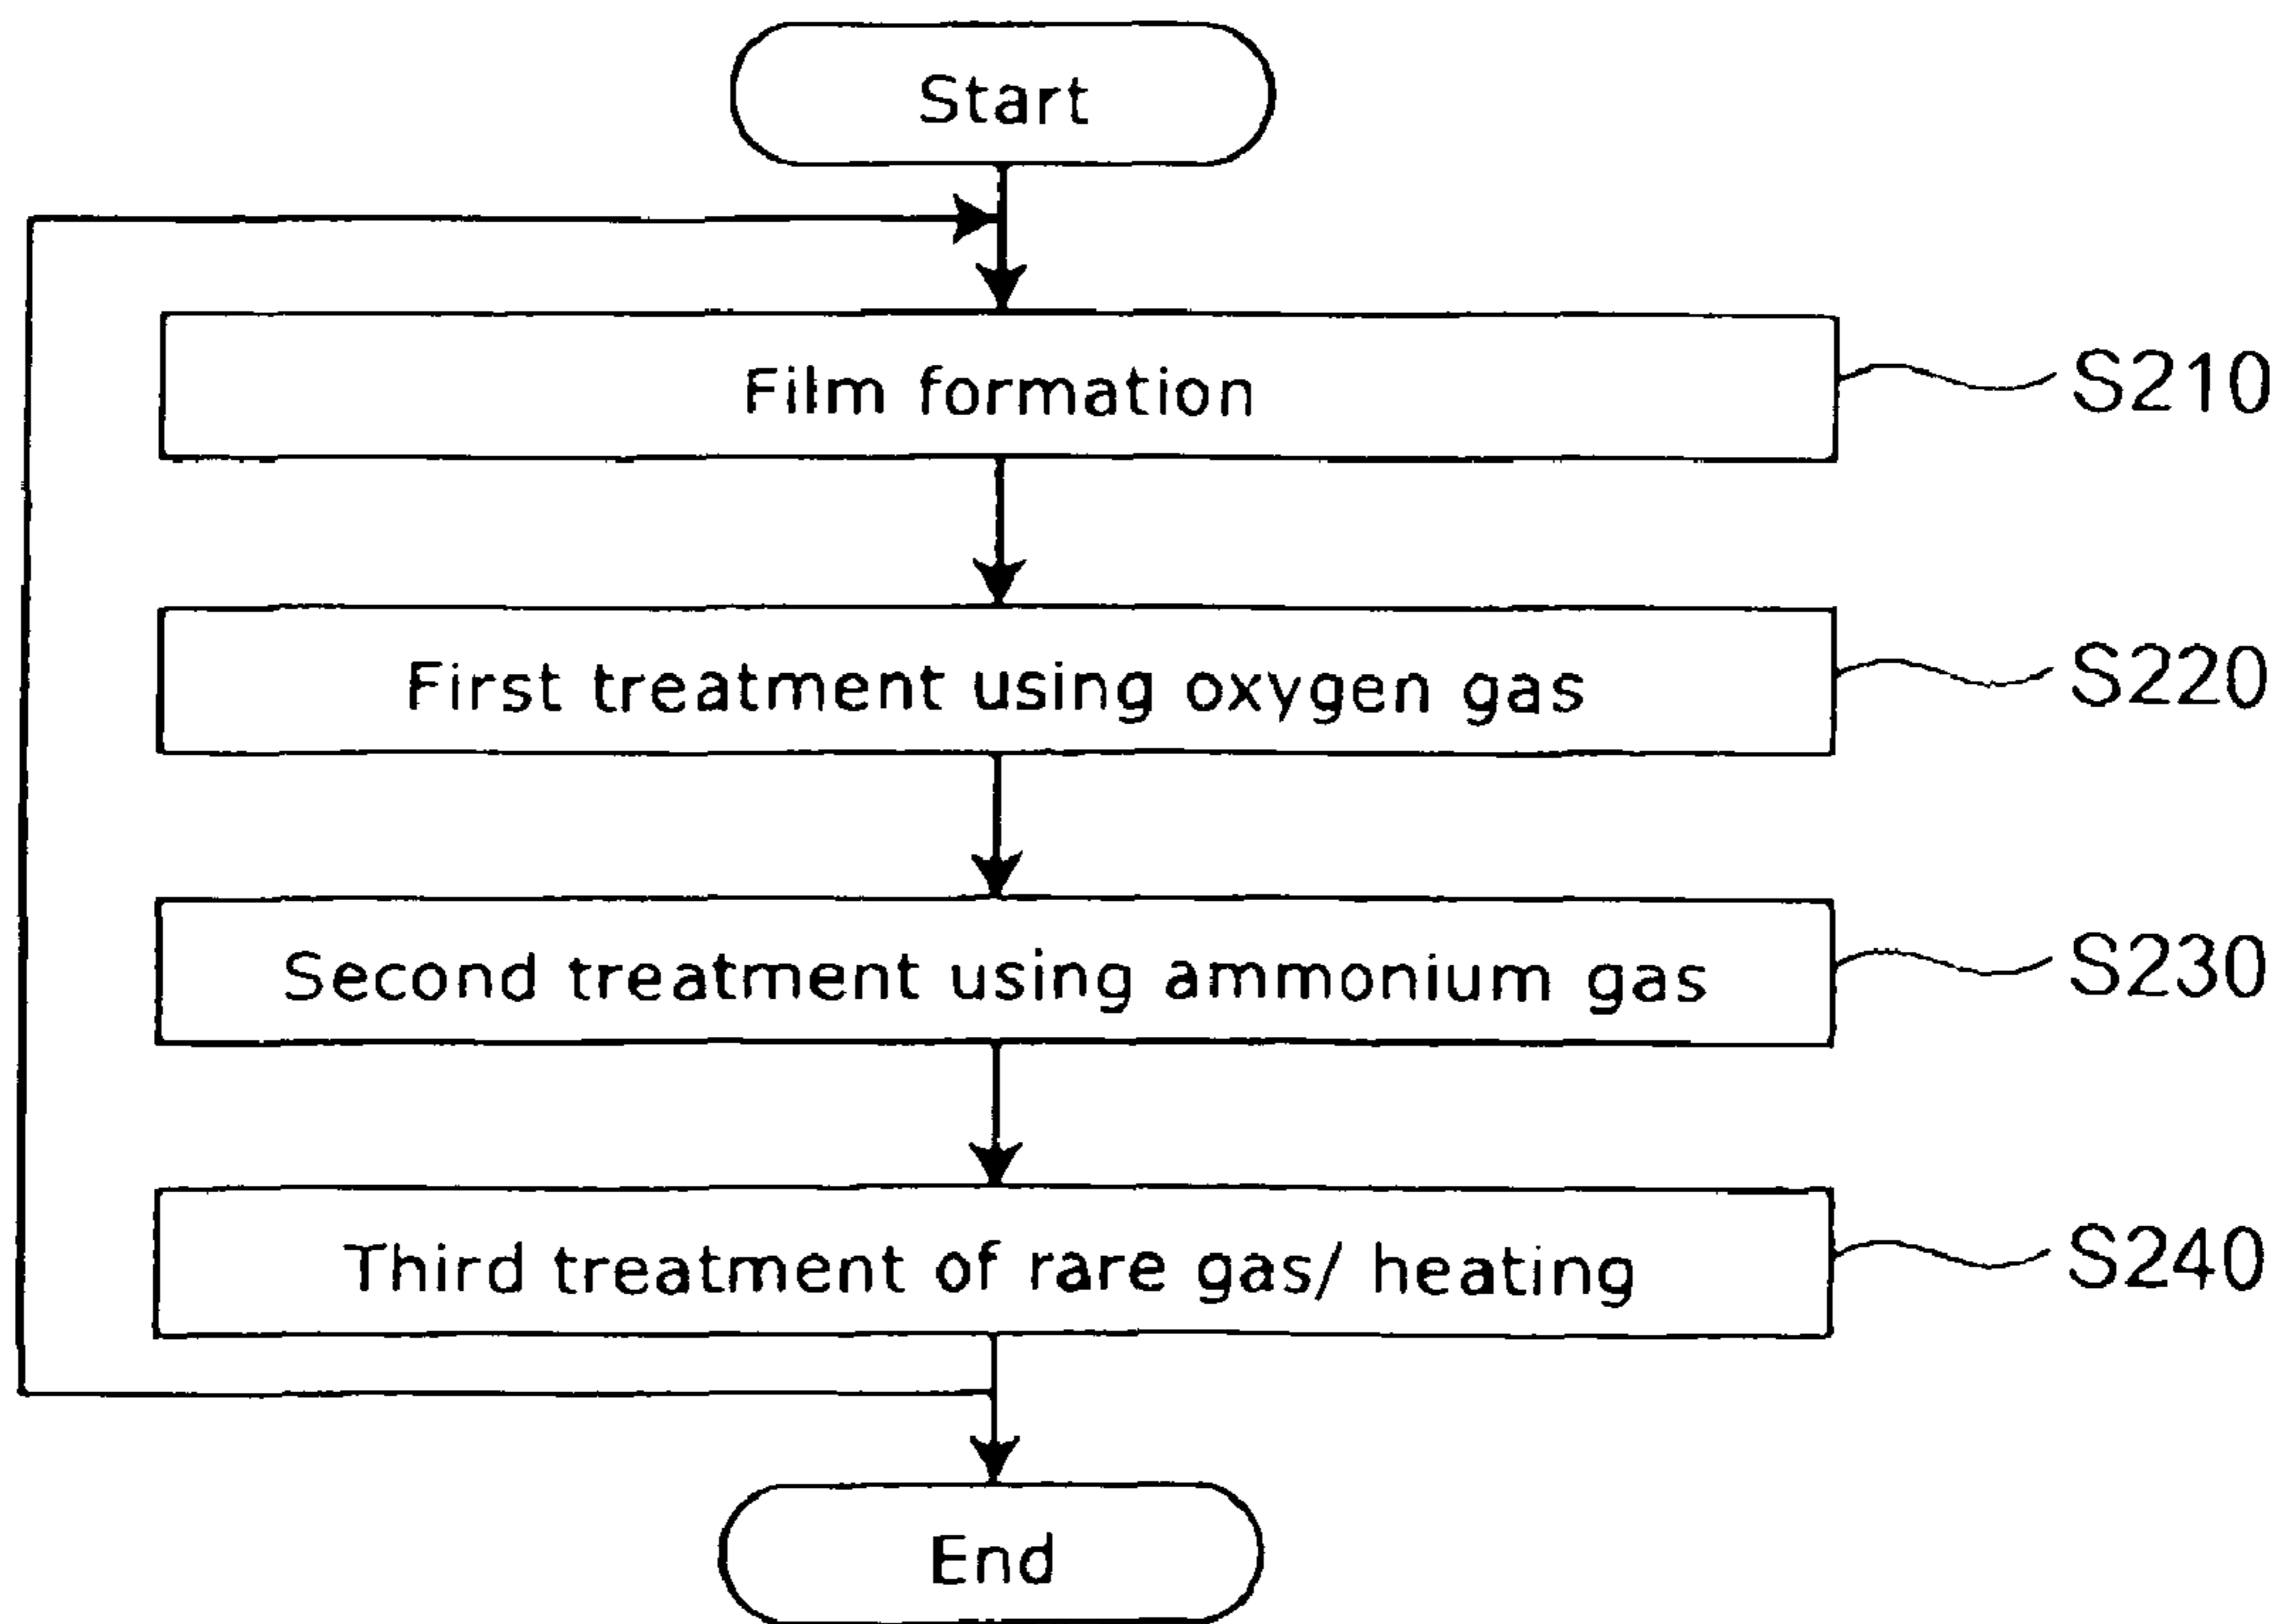 Start
Film formation
S210
First treatment using oxygen gas
S220
Second treatment using ammonium gas
S230
Third treatment of rare gas/ heating
S240
End